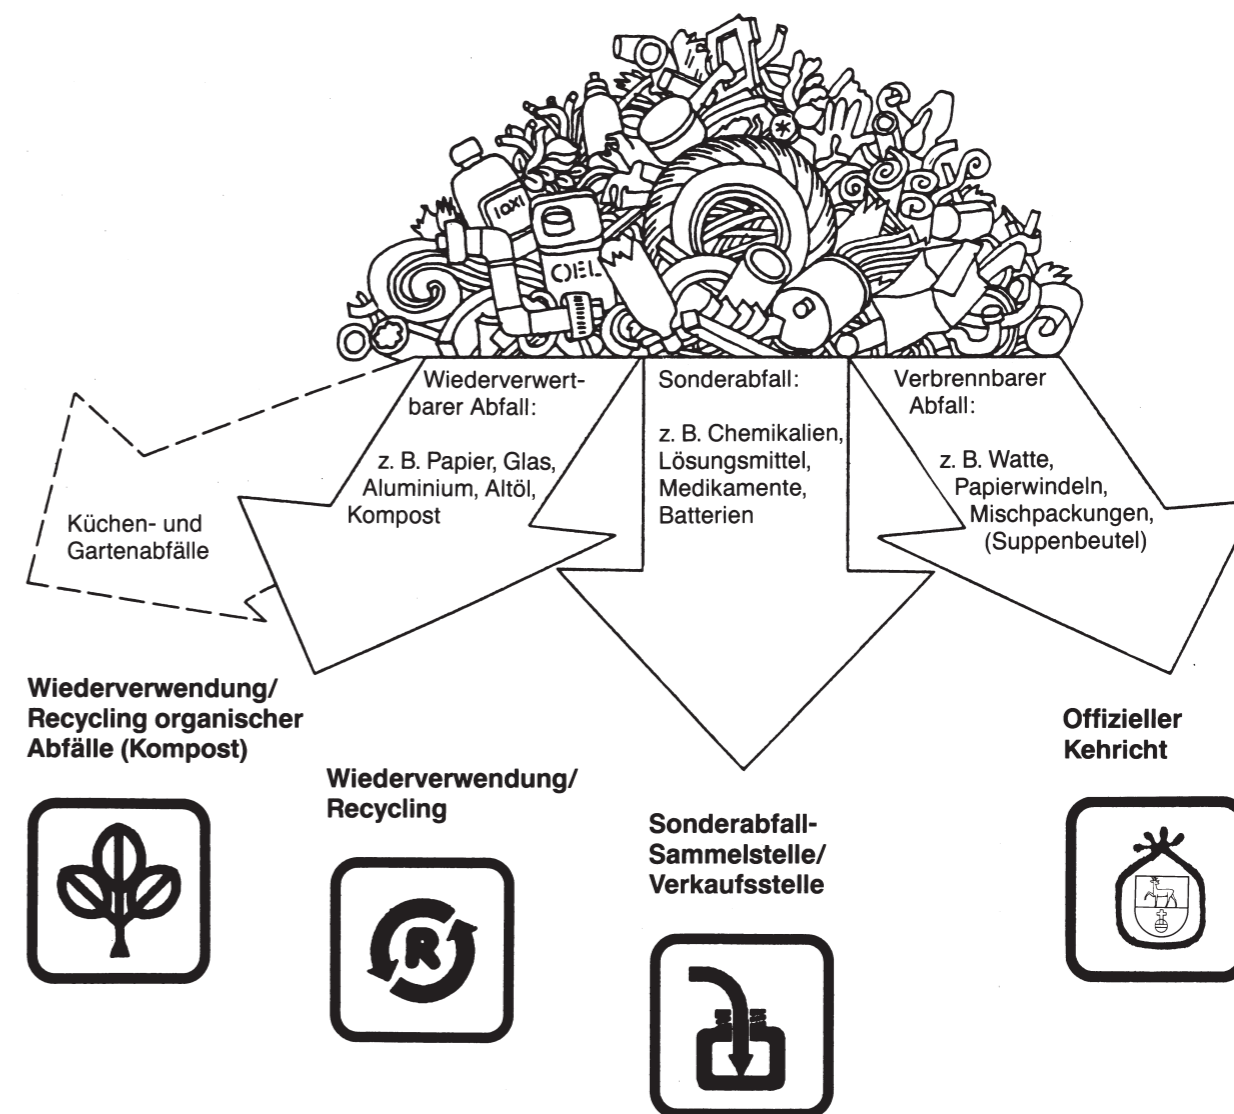 IOXI
OEL
Wiederverwert-
barer Abfall:
z. B. Papier, Glas,
Aluminium, Altöl,
Kompost
Sonderabfall:
z. B. Chemikalien,
Lösungsmittel,
Medikamente,
Batterien
Verbrennbarer
Abfall:
z. B. Watte,
Papierwindeln,
Mischpackungen,
(Suppenbeutel)
Küchen- und
Gartenabfälle
Wiederverwendung/
Recycling organischer
Abfälle (Kompost)
Wiederverwendung/
Recycling
R
Sonderabfall-
Sammelstelle/
Verkaufsstelle
Offizieller
Kehricht